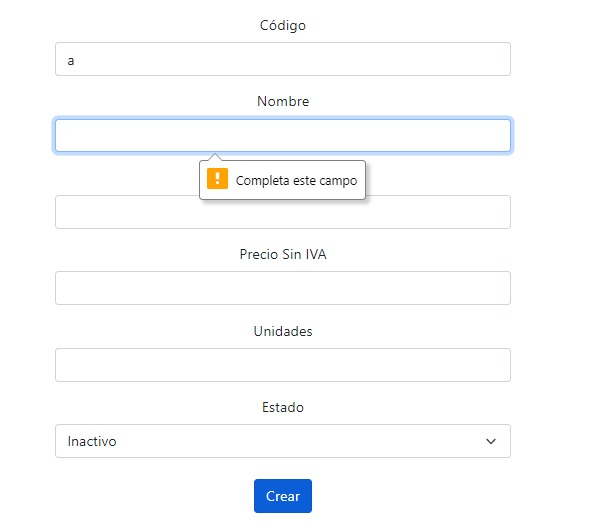 Código
a
Nombre
Completa este campo
Precio Sin IVA
Unidades
Estado
Inactivo
Crear